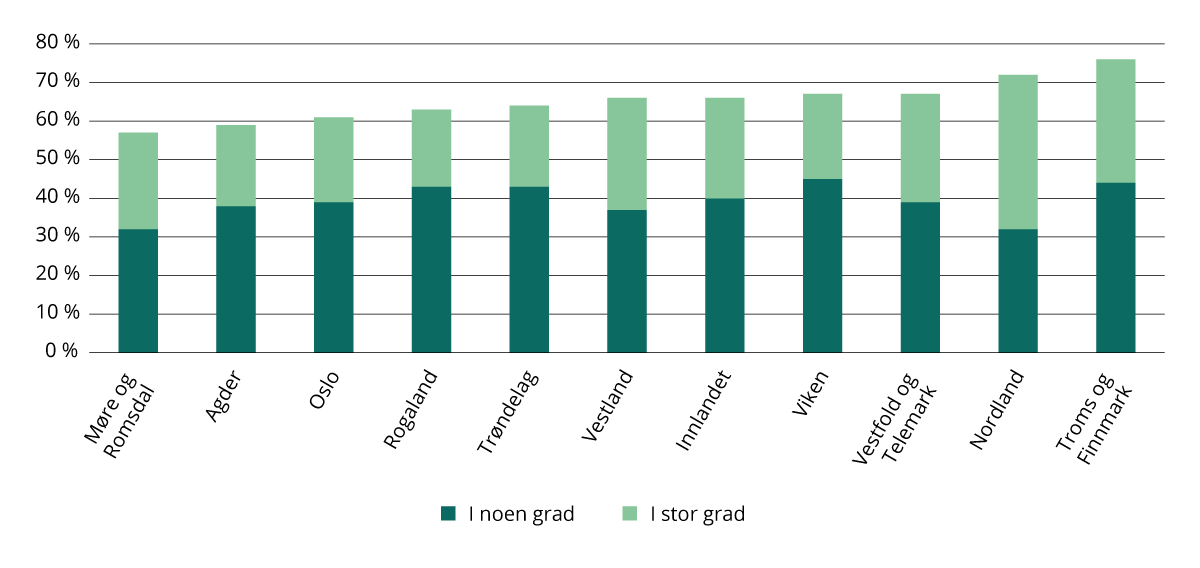 80 %
70 %
60 %
50 %
40 %
30 %
20 %
10 %
0 %
Møre og
Romsdal
Agder
Oslo
Rogaland
Trøndelag
Vestland
Innlandet
Viken
Vestfold og
Telemark
Nordland
Troms og
Finnmark
I noen grad
I stor grad